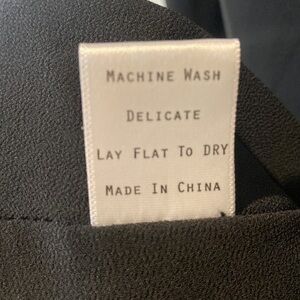 MACHINE WASH
DELICATE
LAY FLAT TO DRY
MADE IN CHINA